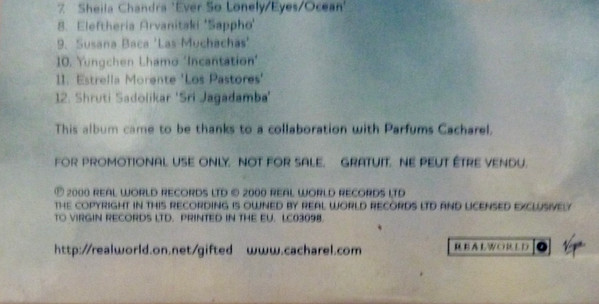 7. Sheila Chandra 'Ever So Lonely/Eyes/Ocean'
8. Eleftheria Arvanitaki 'Sappho'
9. Susana Baca 'Las Muchachas'
10. Yungchen Lhamo 'Incantation'
11. Estrella Morente 'Los Pastores'
12. Shruti Sadolikar 'Sri Jagadamba'
This album came to be thanks to a collaboration with Parfums Cacharel.
FOR PROMOTIONAL USE ONLY. NOT FOR SALE. GRATUIT. NE PEUT ÊTRE VENDU.
℗ 2000 REAL WORLD RECORDS LTD © 2000 REAL WORLD RECORDS LTD
THE COPYRIGHT IN THIS RECORDING IS OWNED BY REAL WORLD RECORDS LTD AND LICENSED EXCLUSIVELY
TO VIRGIN RECORDS LTD. PRINTED IN THE EU. LC03098
http://realworld.on.net/gifted www.cacharel.com REALWORLD Virgin